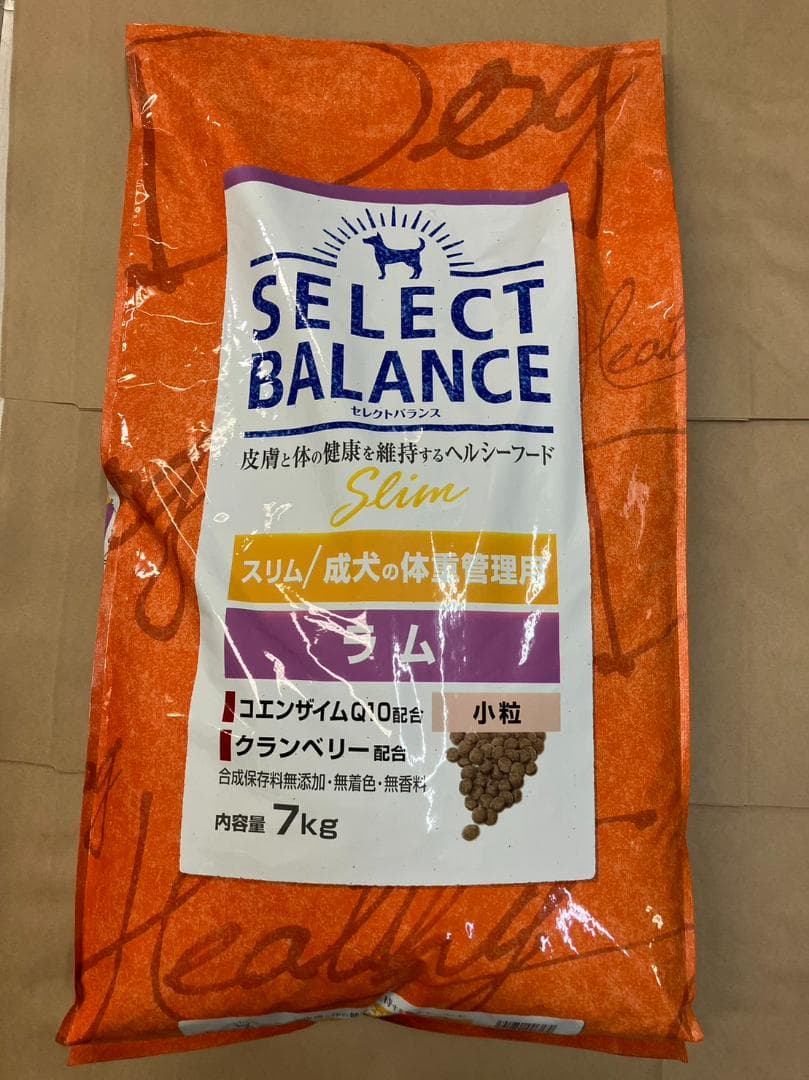 Dog
SELECT
BALANCE
セレクトバランス
皮膚と体の健康を維持するヘルシーフード
Slim
スリム/成犬の体重管理用
ラム
コエンザイムQ10配合
小粒
クランベリー配合
合成保存料無添加・無着色・無香料
内容量 7kg
Healthy